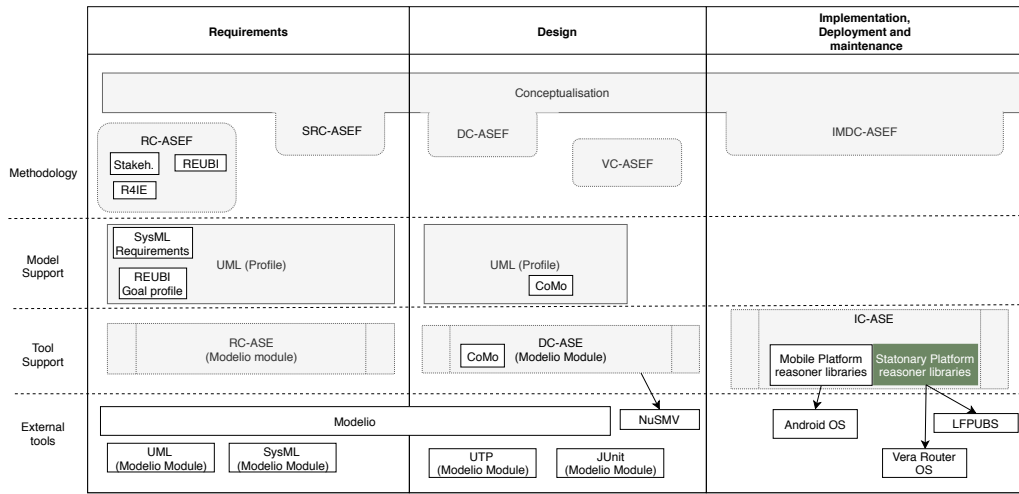 Requirements
Design
Implementation,
Deployment and
maintenance
Methodology
Conceptualisation
SRC-ASEF
DC-ASEF
IMDC-ASEF
RC-ASEF
Stakeh.
REUBI
R4IE
VC-ASEF
Model
Support
SysML
Requirements
UML (Profile)
REUBI
Goal profile
UML (Profile)
CoMo
Tool
Support
RC-ASE
(Modelio module)
CoMo
DC-ASE
(Modelio Module)
IC-ASE
Mobile Platform
reasoner libraries
Statonary Platform
reasoner libraries
External
tools
Modelio
NuSMV
Android OS
LFPUBS
Vera Router
OS
UML
(Modelio Module)
SysML
(Modelio Module)
UTP
(Modelio Module)
JUnit
(Modelio Module)